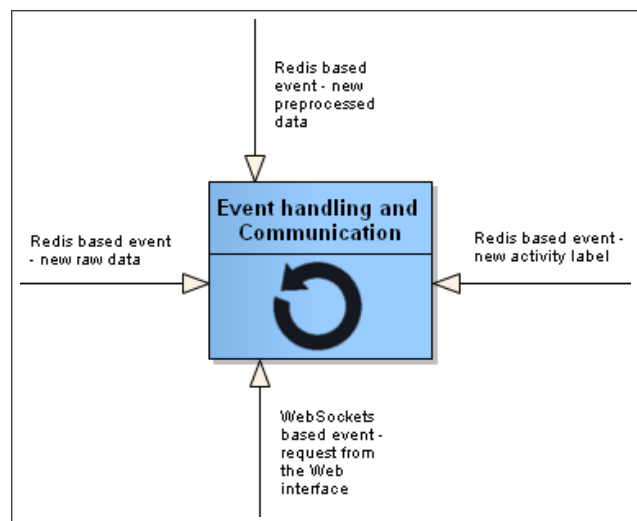 Redis based
event - new
preprocessed
data
Event handling and
Communication
Redis based event
- new raw data
Redis based event -
new activity label
WebSockets
based event -
request from
the Web
interface